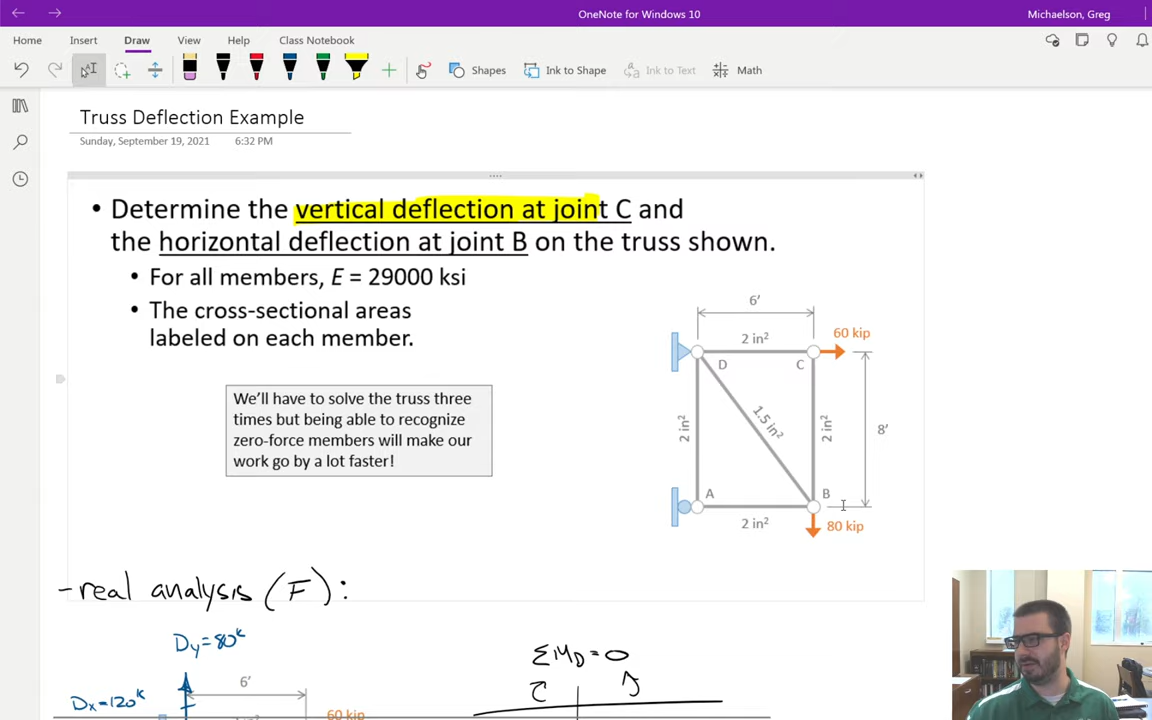 OneNote for Windows 10
Michaelson, Greg
Home Insert Draw View Help Class Notebook
Shapes Ink to Shape Ink to Text Math
Truss Deflection Example
Sunday, September 19, 2021 6:32 PM
• Determine the vertical deflection at joint C and
the horizontal deflection at joint B on the truss shown.
• For all members, E = 29000 ksi
• The cross-sectional areas
labeled on each member.
We'll have to solve the truss three
times but being able to recognize
zero-force members will make our
work go by a lot faster!
6'
2 in²
60 kip
D
C
2 in²
1.5 in²
2 in²
8'
A
B
2 in²
80 kip
-real analysis (F):
Dy=80k
ΣMD=0
6'
Dx=120k
60 kip